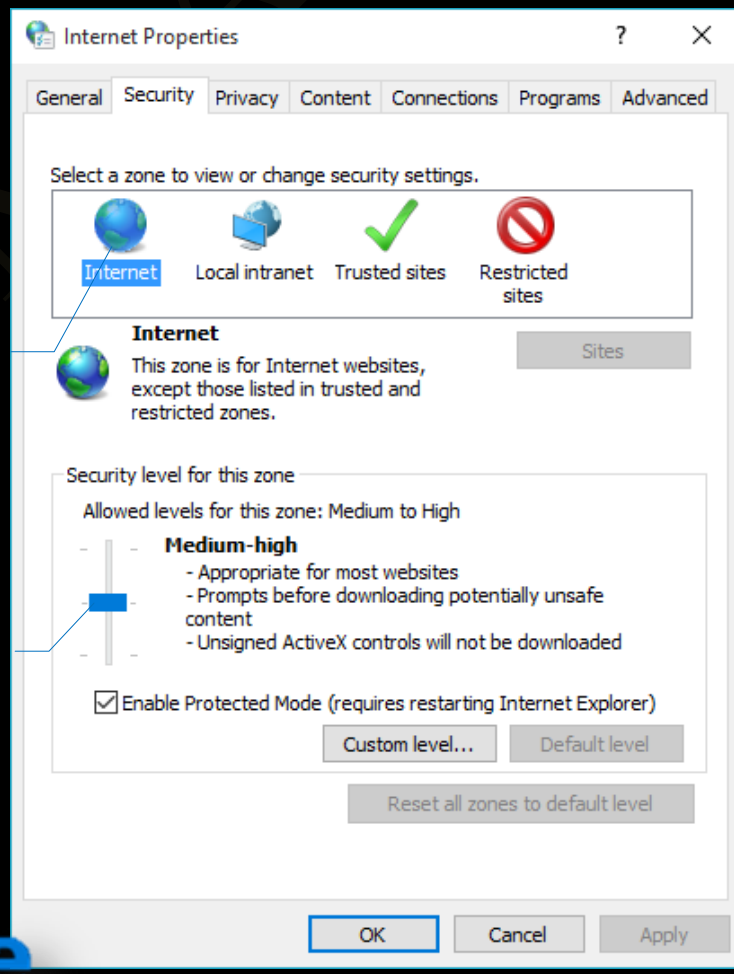 Internet Properties
? X
General Security Privacy Content Connections Programs Advanced
Select a zone to view or change security settings.
Internet Local intranet Trusted sites Restricted
sites
Internet
This zone is for Internet websites,
except those listed in trusted and
restricted zones.
Sites
Security level for this zone
Allowed levels for this zone: Medium to High
Medium-high
- Appropriate for most websites
- Prompts before downloading potentially unsafe
content
- Unsigned ActiveX controls will not be downloaded
Enable Protected Mode (requires restarting Internet Explorer)
Custom level... Default level
Reset all zones to default level
OK Cancel Apply